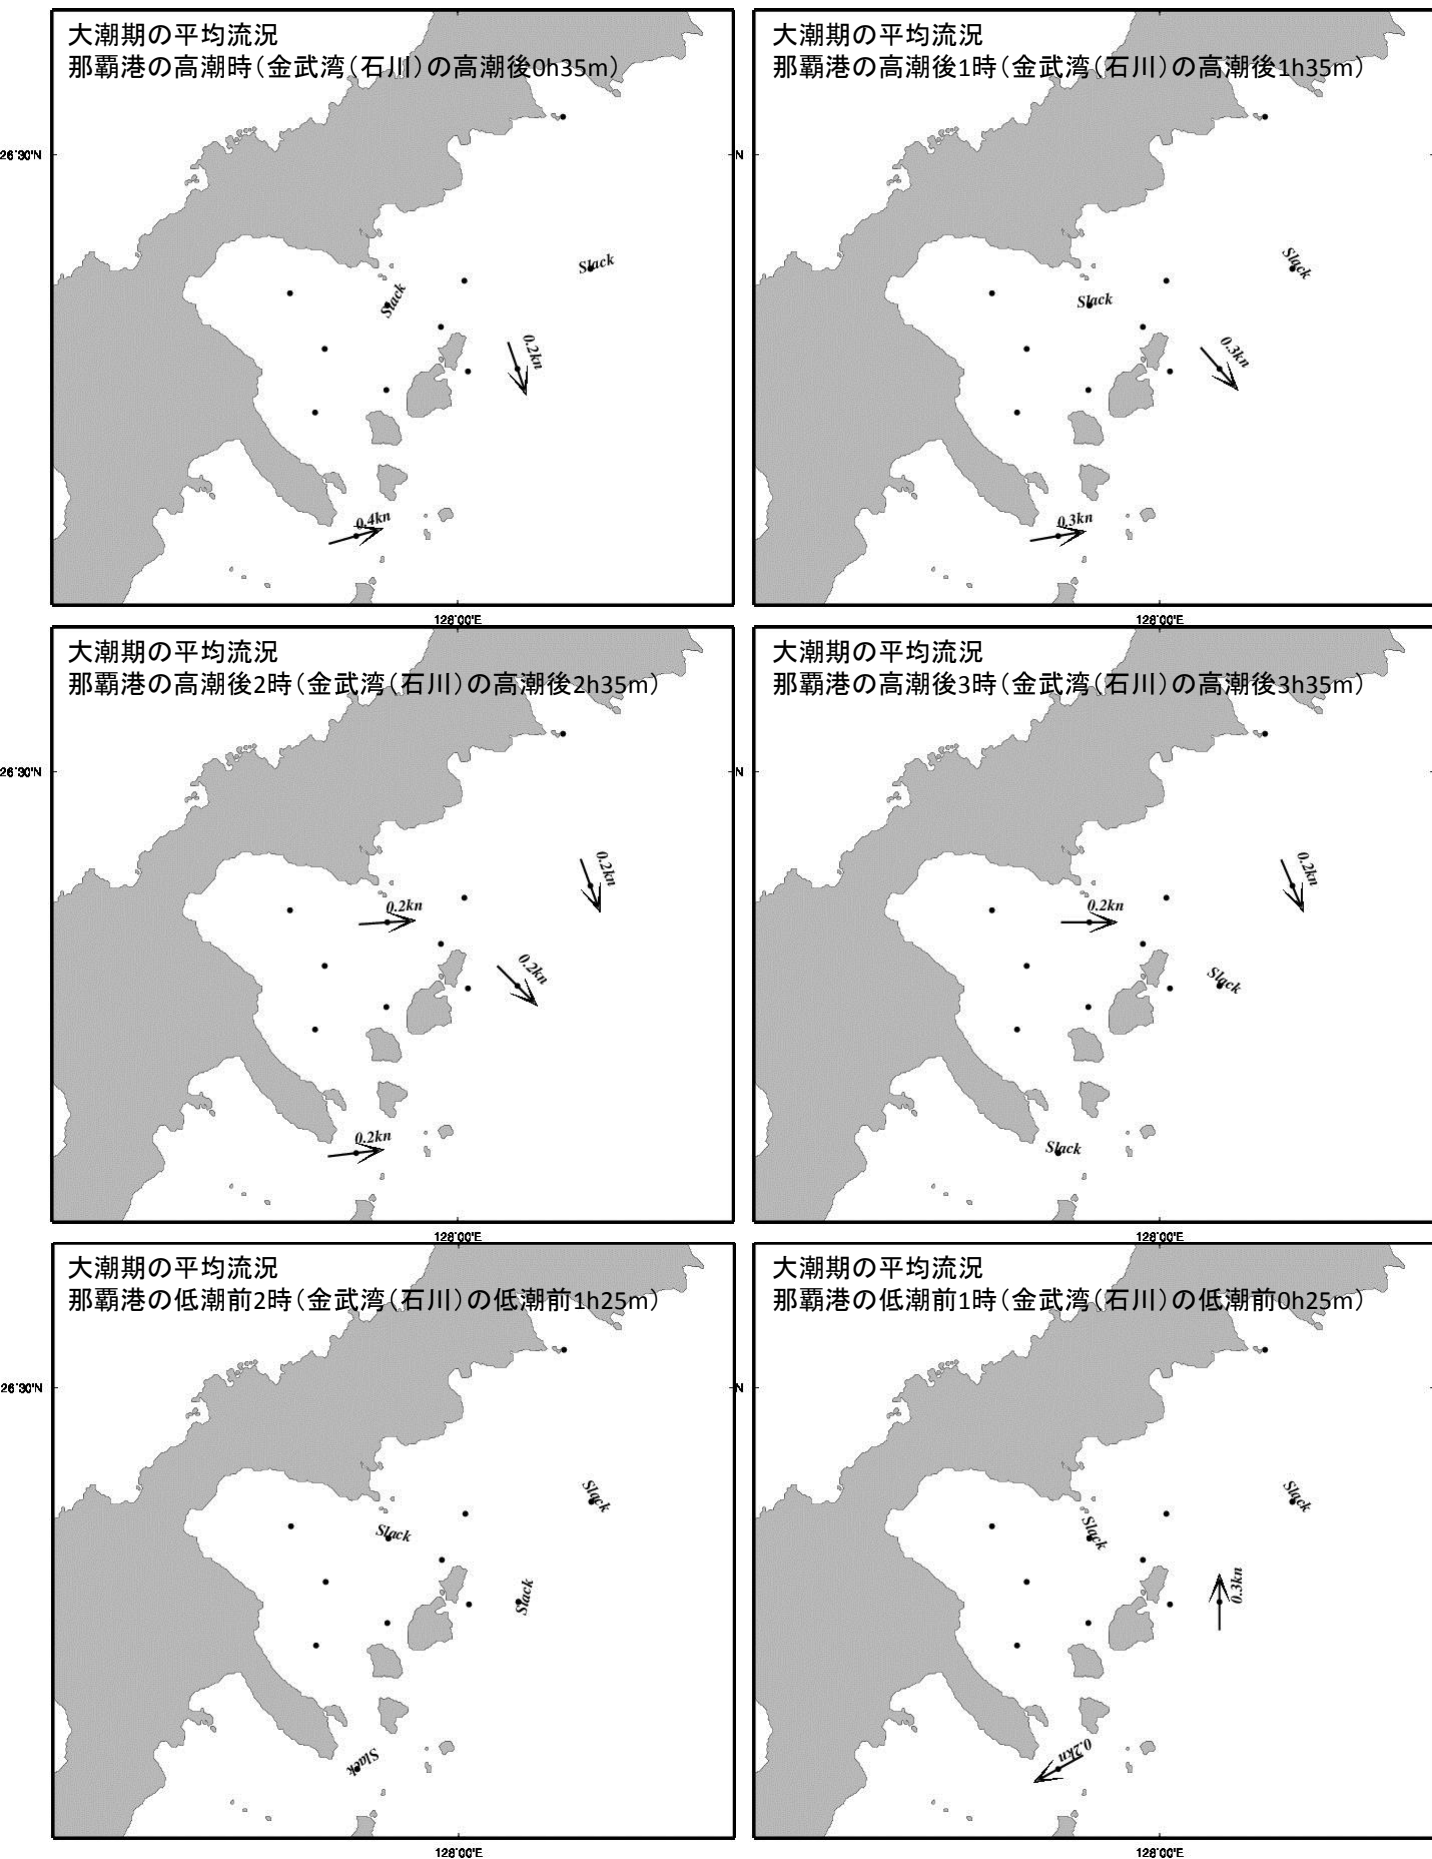 大潮期の平均流況
那覇港の高潮時（金武湾（石川）の高潮後0h35m）
26°30'N
Slack
Slack
0.2kn
0.4kn
128°00'E
大潮期の平均流況
那覇港の高潮後1時（金武湾（石川）の高潮後1h35m）
N
Slack
Slack
0.3kn
0.3kn
128°00'E
大潮期の平均流況
那覇港の高潮後2時（金武湾（石川）の高潮後2h35m）
26°30'N
0.2kn
0.2kn
0.2kn
0.2kn
128°00'E
大潮期の平均流況
那覇港の高潮後3時（金武湾（石川）の高潮後3h35m）
N
0.2kn
0.2kn
Slack
Slack
128°00'E
大潮期の平均流況
那覇港の低潮前2時（金武湾（石川）の低潮前1h25m）
26°30'N
Slack
Slack
Slack
Slack
128°00'E
大潮期の平均流況
那覇港の低潮前1時（金武湾（石川）の低潮前0h25m）
N
Slack
Slack
0.3kn
0.2kn
128°00'E